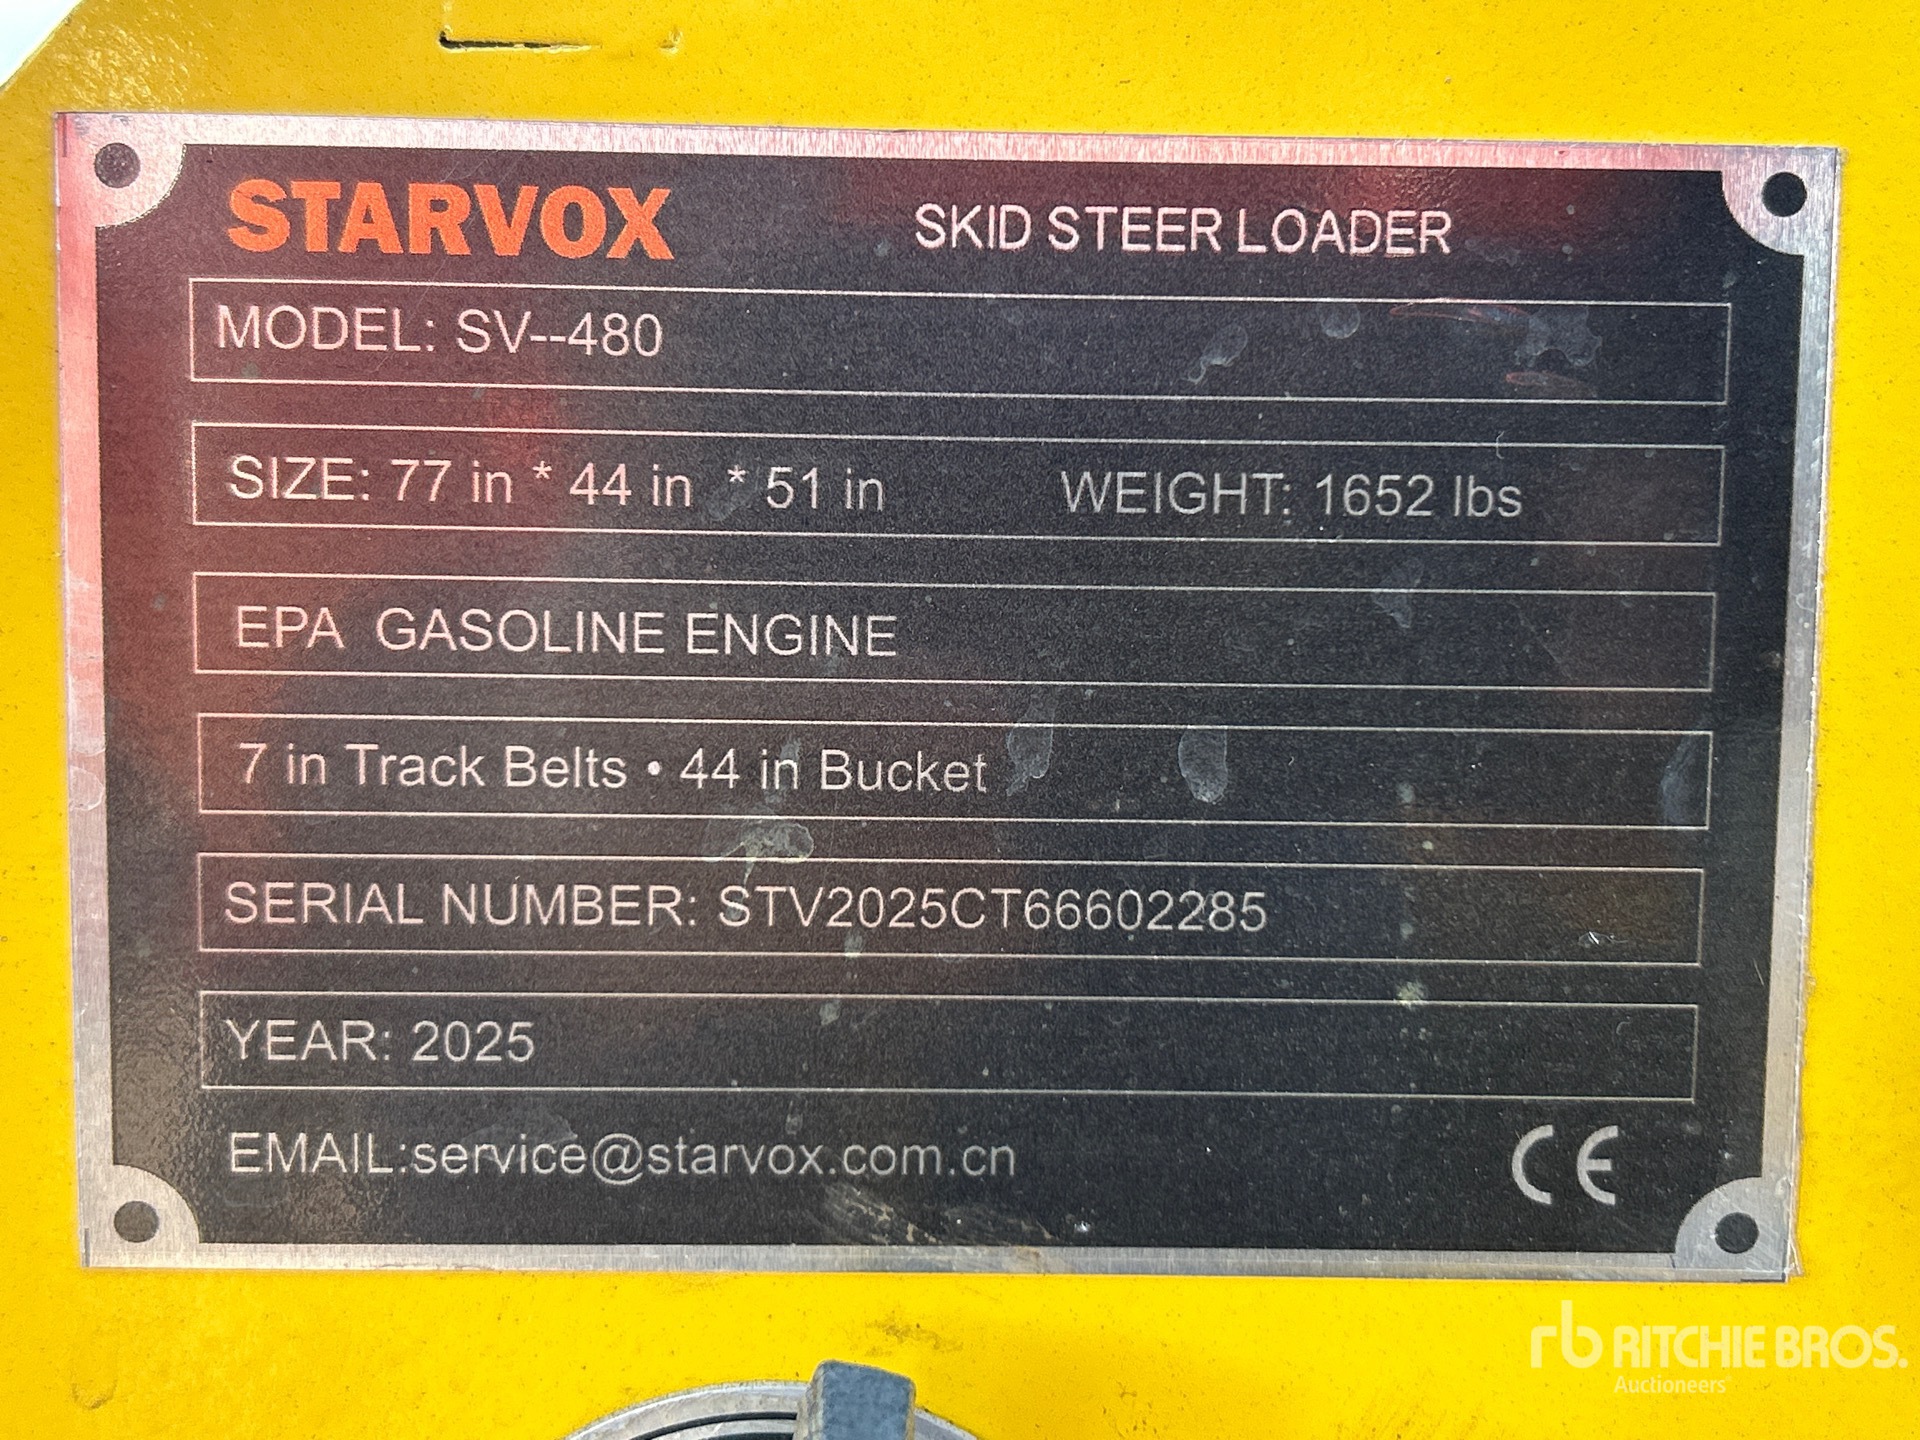 STARVOX SKID STEER LOADER
MODEL: SV--480
SIZE: 77 in * 44 in * 51 in WEIGHT: 1652 lbs
EPA GASOLINE ENGINE
7 in Track Belts • 44 in Bucket
SERIAL NUMBER: STV2025CT66602285
YEAR: 2025
EMAIL:service@starvox.com.cn CE
rb RITCHIE BROS.
Auctioneers